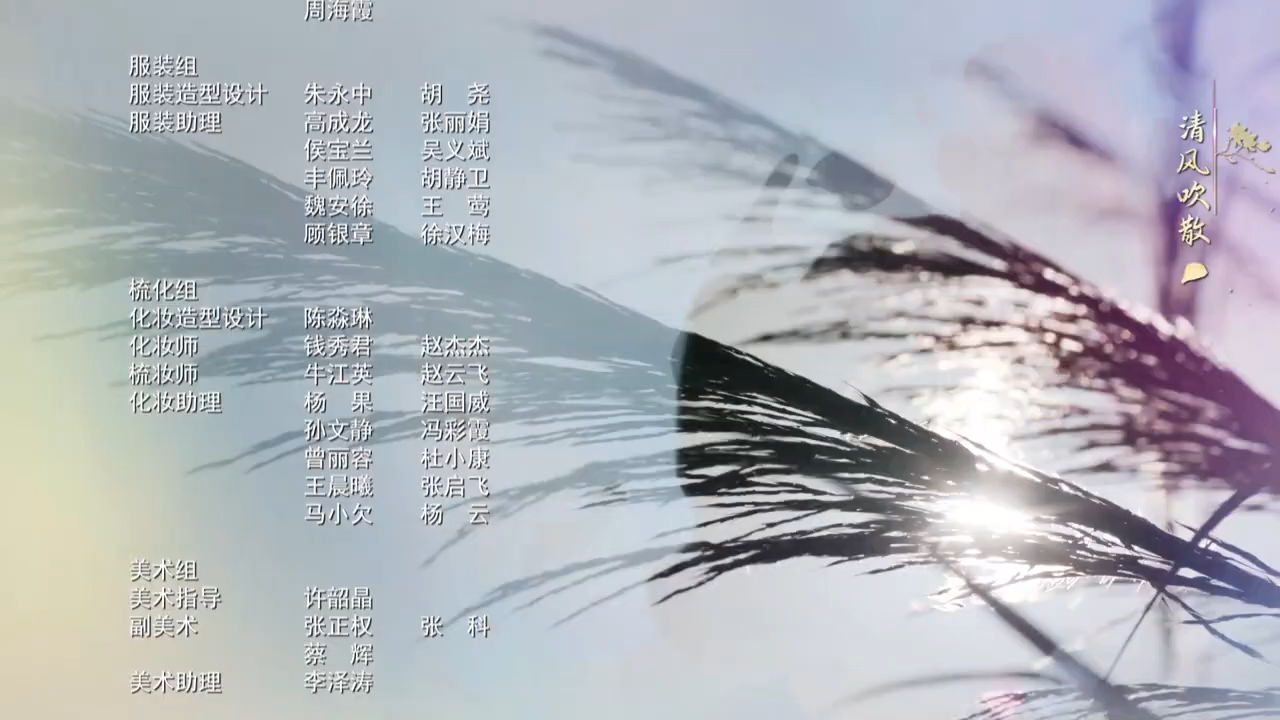 周海霞
服装组
服装造型设计 朱永中 胡 尧
服装助理 高成龙 张丽娟
侯宝兰 吴义斌
丰佩玲 胡静卫
魏安徐 王 莺
顾银章 徐汉梅
梳化组
化妆造型设计 陈淼琳
化妆师 钱秀君 赵杰杰
梳妆师 牛江英 赵云飞
化妆助理 杨 果 汪国威
孙文静 冯彩霞
曾丽容 杜小康
王晨曦 张启飞
马小欠 杨 云
美术组
美术指导 许韶晶
副美术 张正权 张 科
蔡 辉
美术助理 李泽涛
清风吹散